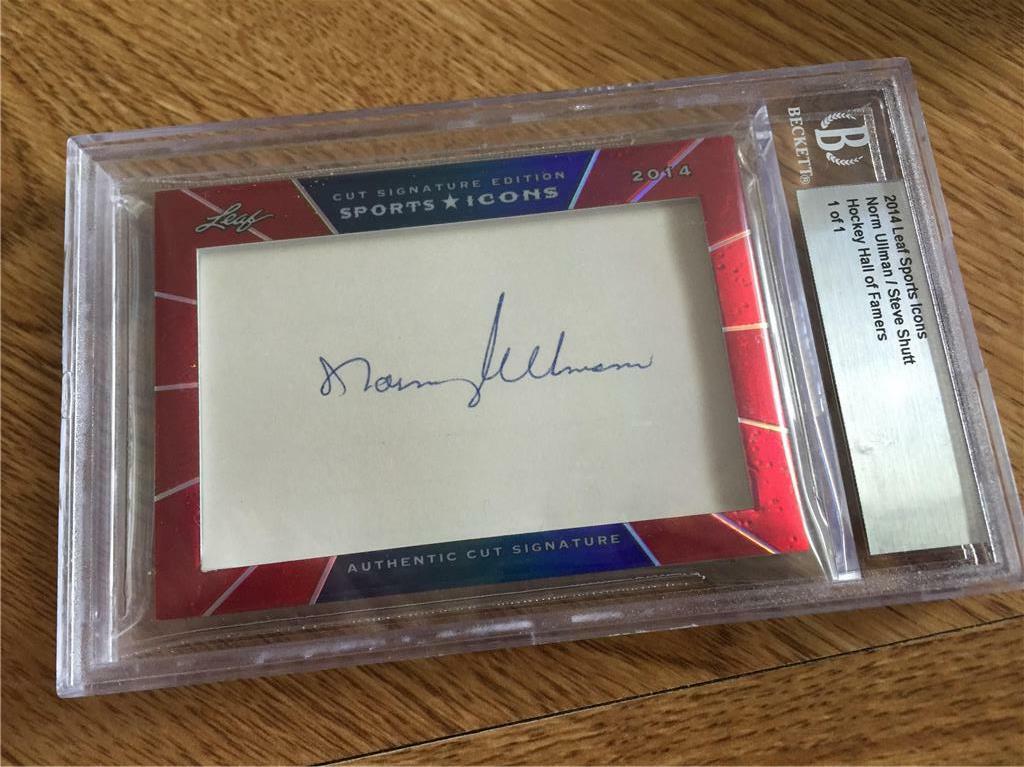 Leaf
CUT SIGNATURE EDITION
SPORTS★ICONS
2014
Norm Ullman
AUTHENTIC CUT SIGNATURE
B
BECKETT®
2014 Leaf Sports Icons
Norm Ullman / Steve Shutt
Hockey Hall of Famers
1 of 1